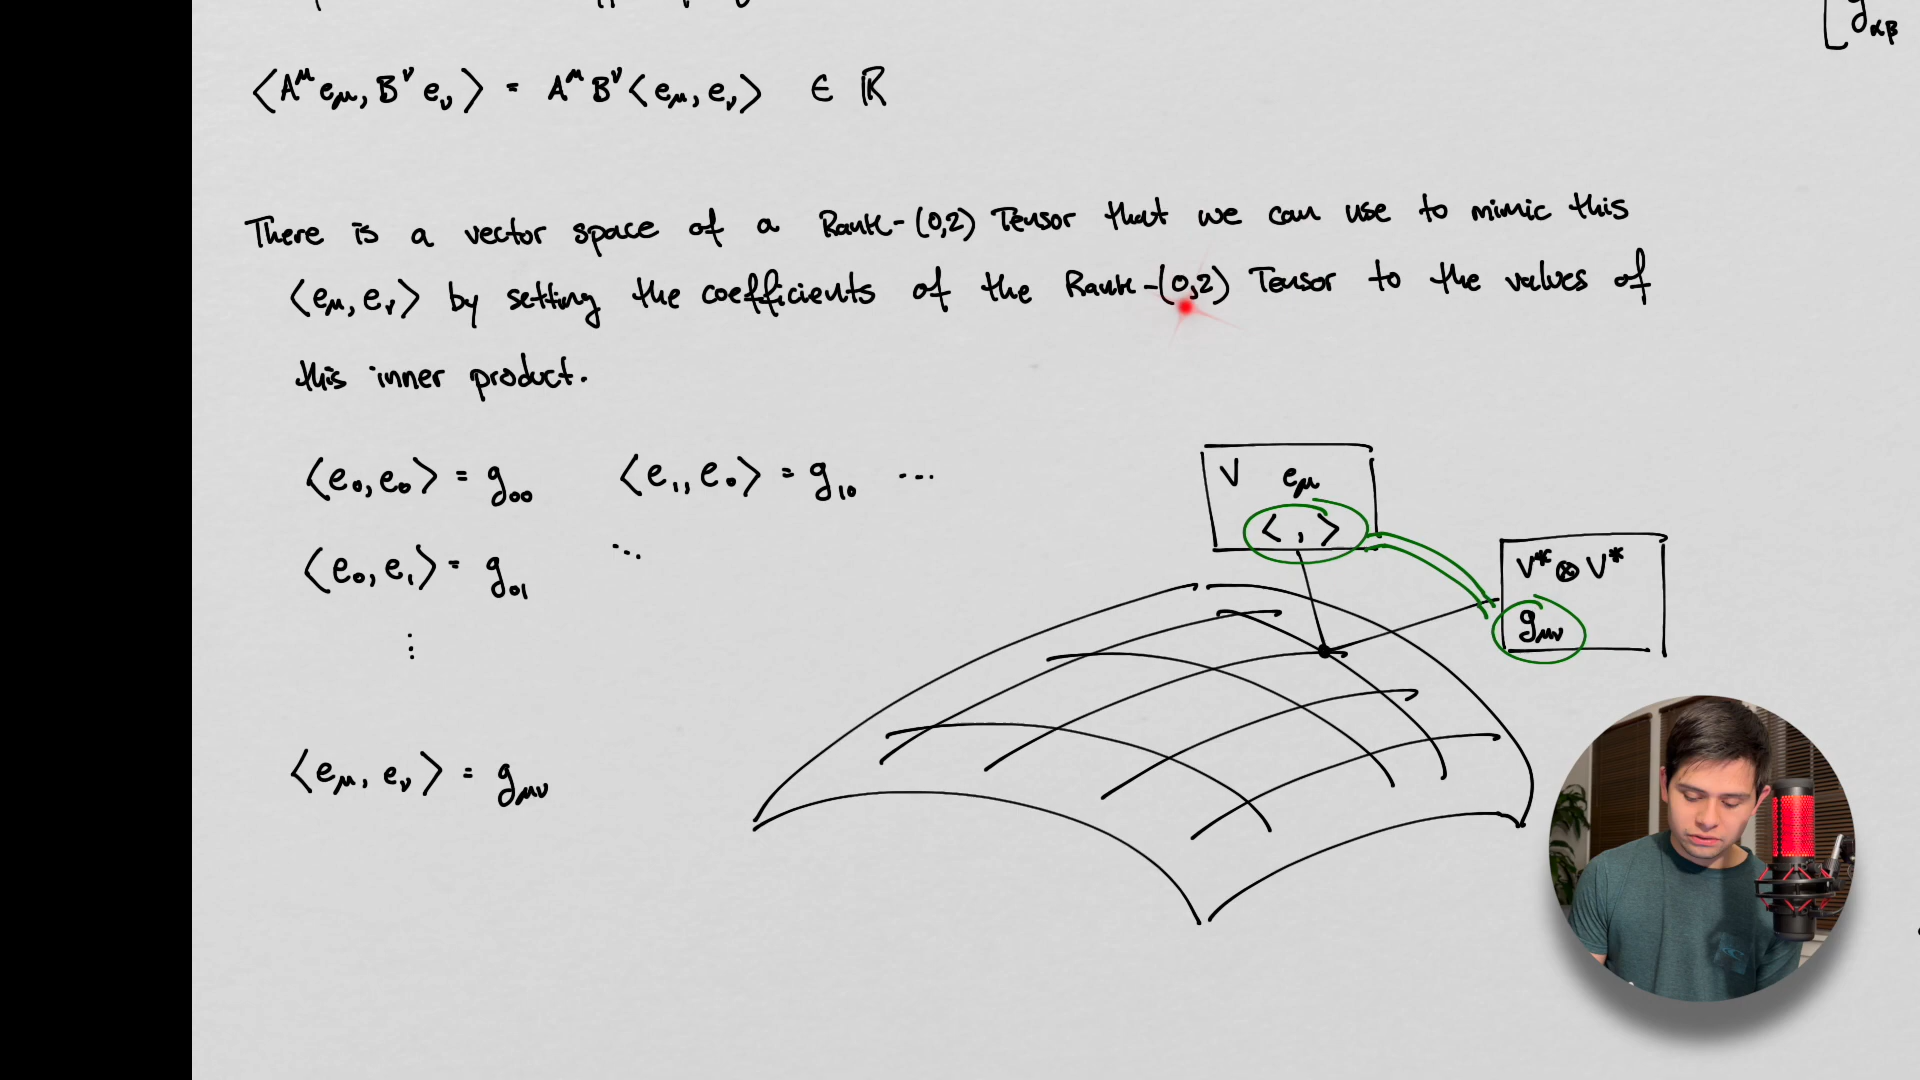 g_αβ
⟨A^μ e_μ, B^ν e_ν⟩ = A^μ B^ν ⟨e_μ, e_ν⟩ ∈ ℝ
There is a vector space of a Rank-(0,2) Tensor that we can use to mimic this
⟨e_μ, e_ν⟩ by setting the coefficients of the Rank-(0,2) Tensor to the values of
this inner product.
⟨e_0, e_0⟩ = g_00 ⟨e_1, e_0⟩ = g_10 ...
⟨e_0, e_1⟩ = g_01 ⋱
⋮
⟨e_μ, e_ν⟩ = g_μν
V e_μ
⟨ , ⟩
V* ⊗ V*
g_μν